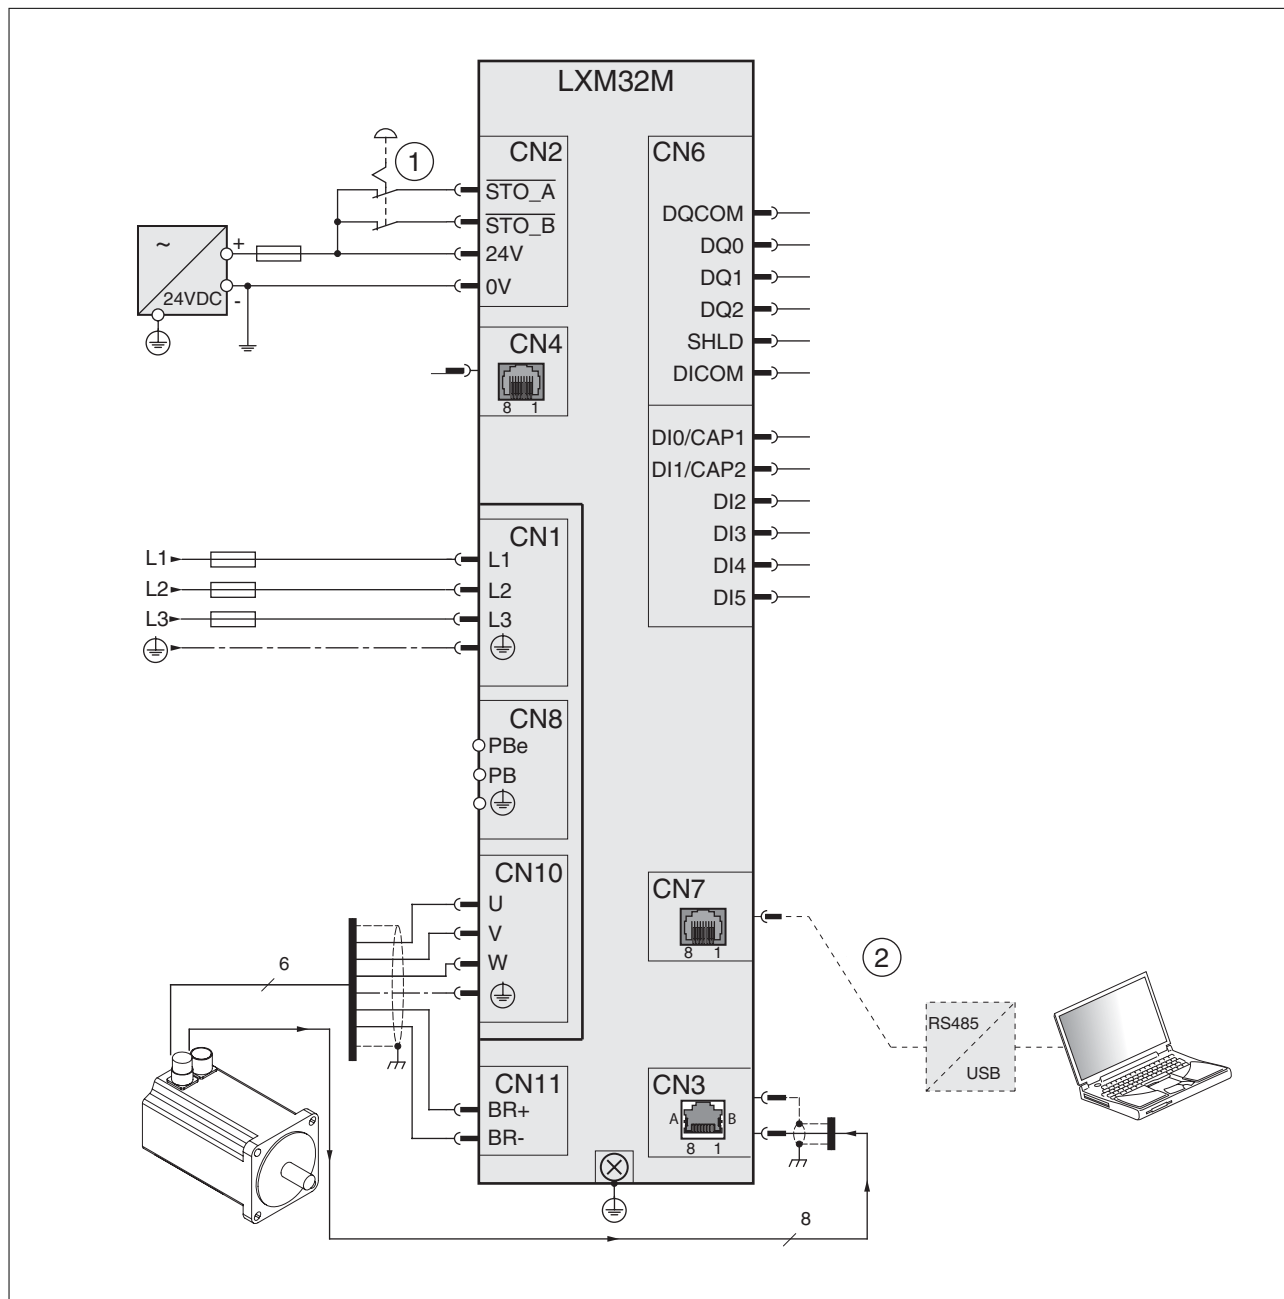 LXM32M
1
CN2
STO_A
STO_B
24V
0V
~
24VDC
+
-
CN4
8 1
L1
L2
L3
CN1
L1
L2
L3
CN8
PBe
PB
CN10
U
V
W
6
CN11
BR+
BR-
CN6
DQCOM
DQ0
DQ1
DQ2
SHLD
DICOM
DI0/CAP1
DI1/CAP2
DI2
DI3
DI4
DI5
CN7
8 1
2
RS485
USB
CN3
A B
8 1
8